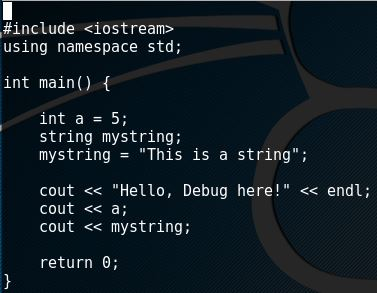 #include <iostream>
using namespace std;

int main() {

    int a = 5;
    string mystring;
    mystring = "This is a string";

    cout << "Hello, Debug here!" << endl;
    cout << a;
    cout << mystring;

    return 0;
}